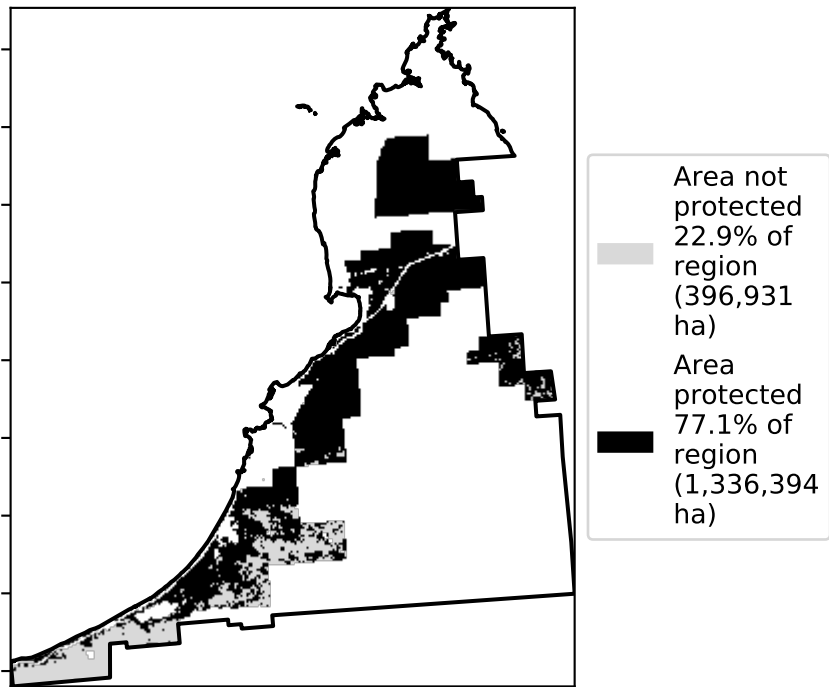 Area not
protected
22.9% of
region
(396,931
ha)
Area
protected
77.1% of
region
(1,336,394
ha)